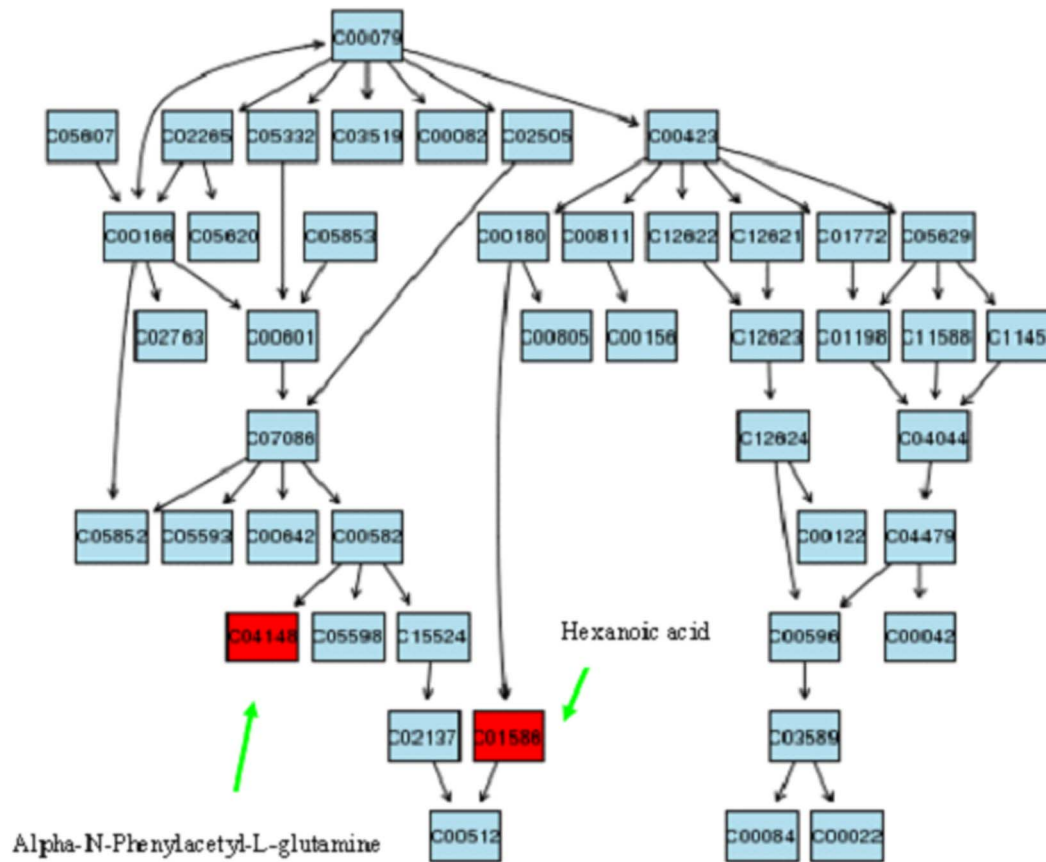 C00079
C05607 C02265 C05332 C03519 C00082 C02505 C00423
C00166 C05620 C05853 C00180 C00811 C12622 C12621 C01772 C05629
C02763 C00601 C00805 C00156 C12623 C01198 C11588 C1145
C07086 C12624 C04044
C05852 C05593 C00642 C00582 C00122 C04479
C04148 C05598 C15524 Hexanoic acid C00596 C00042
C02137 C01586 C03589
Alpha-N-Phenylacetyl-L-glutamine C00512 C00084 C00022